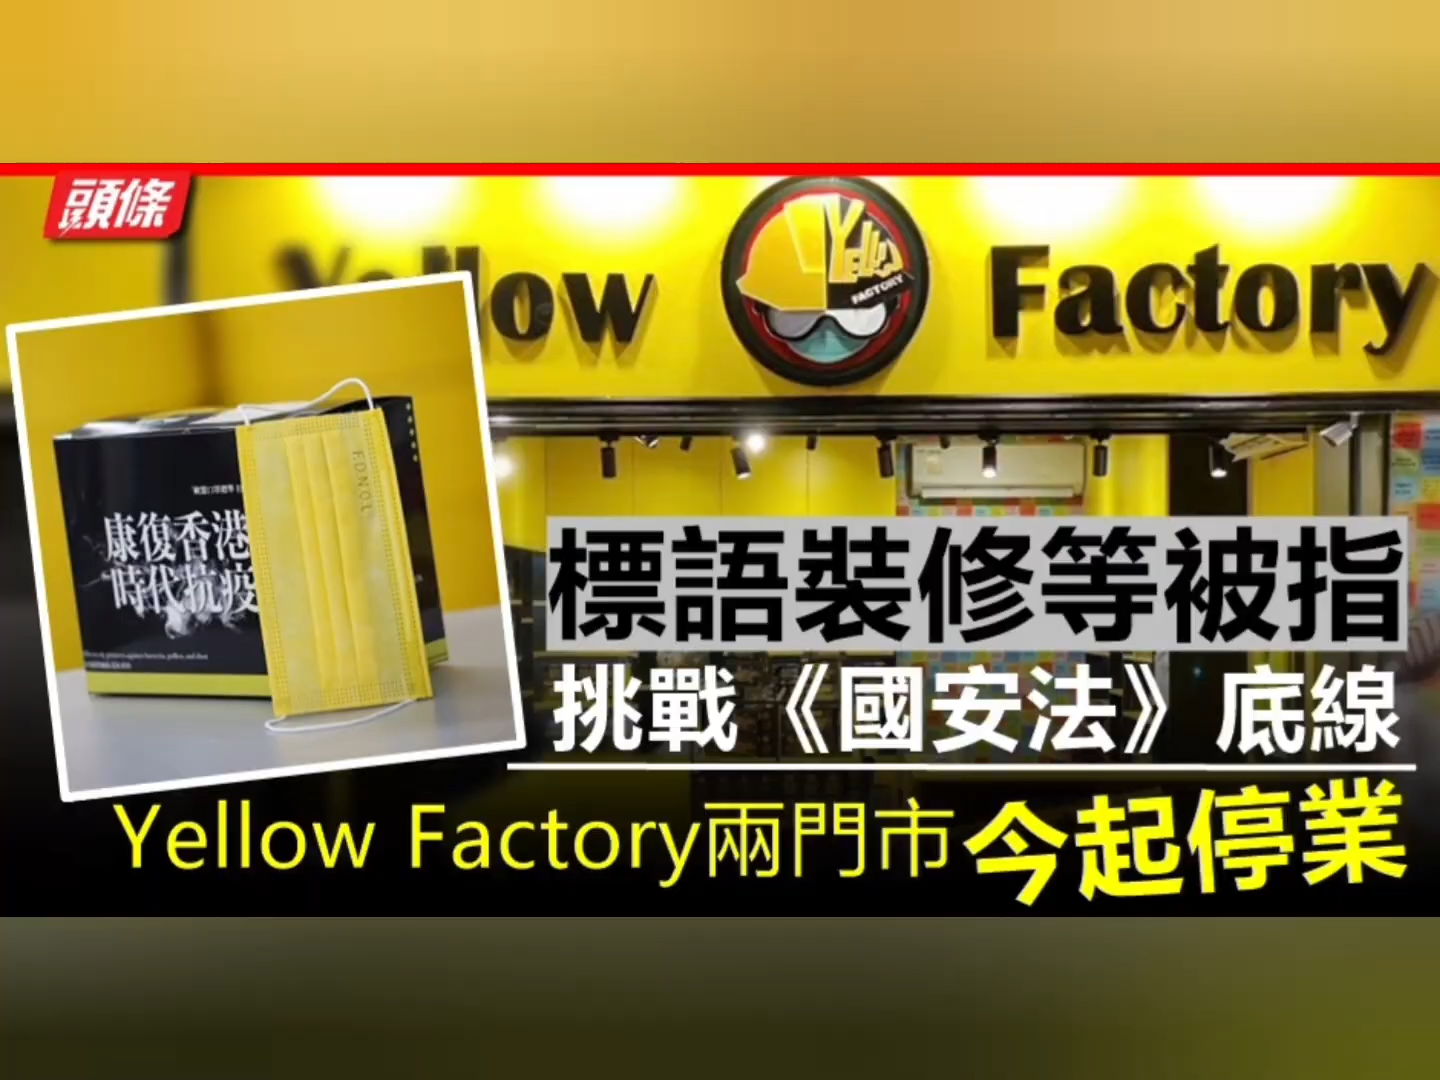 頭條
Yellow
Yellow
FACTORY
Factory
F.D.N.O.L
康復香港
時代抗疫
標語裝修等被指
挑戰《國安法》底線
Yellow Factory兩門市今起停業